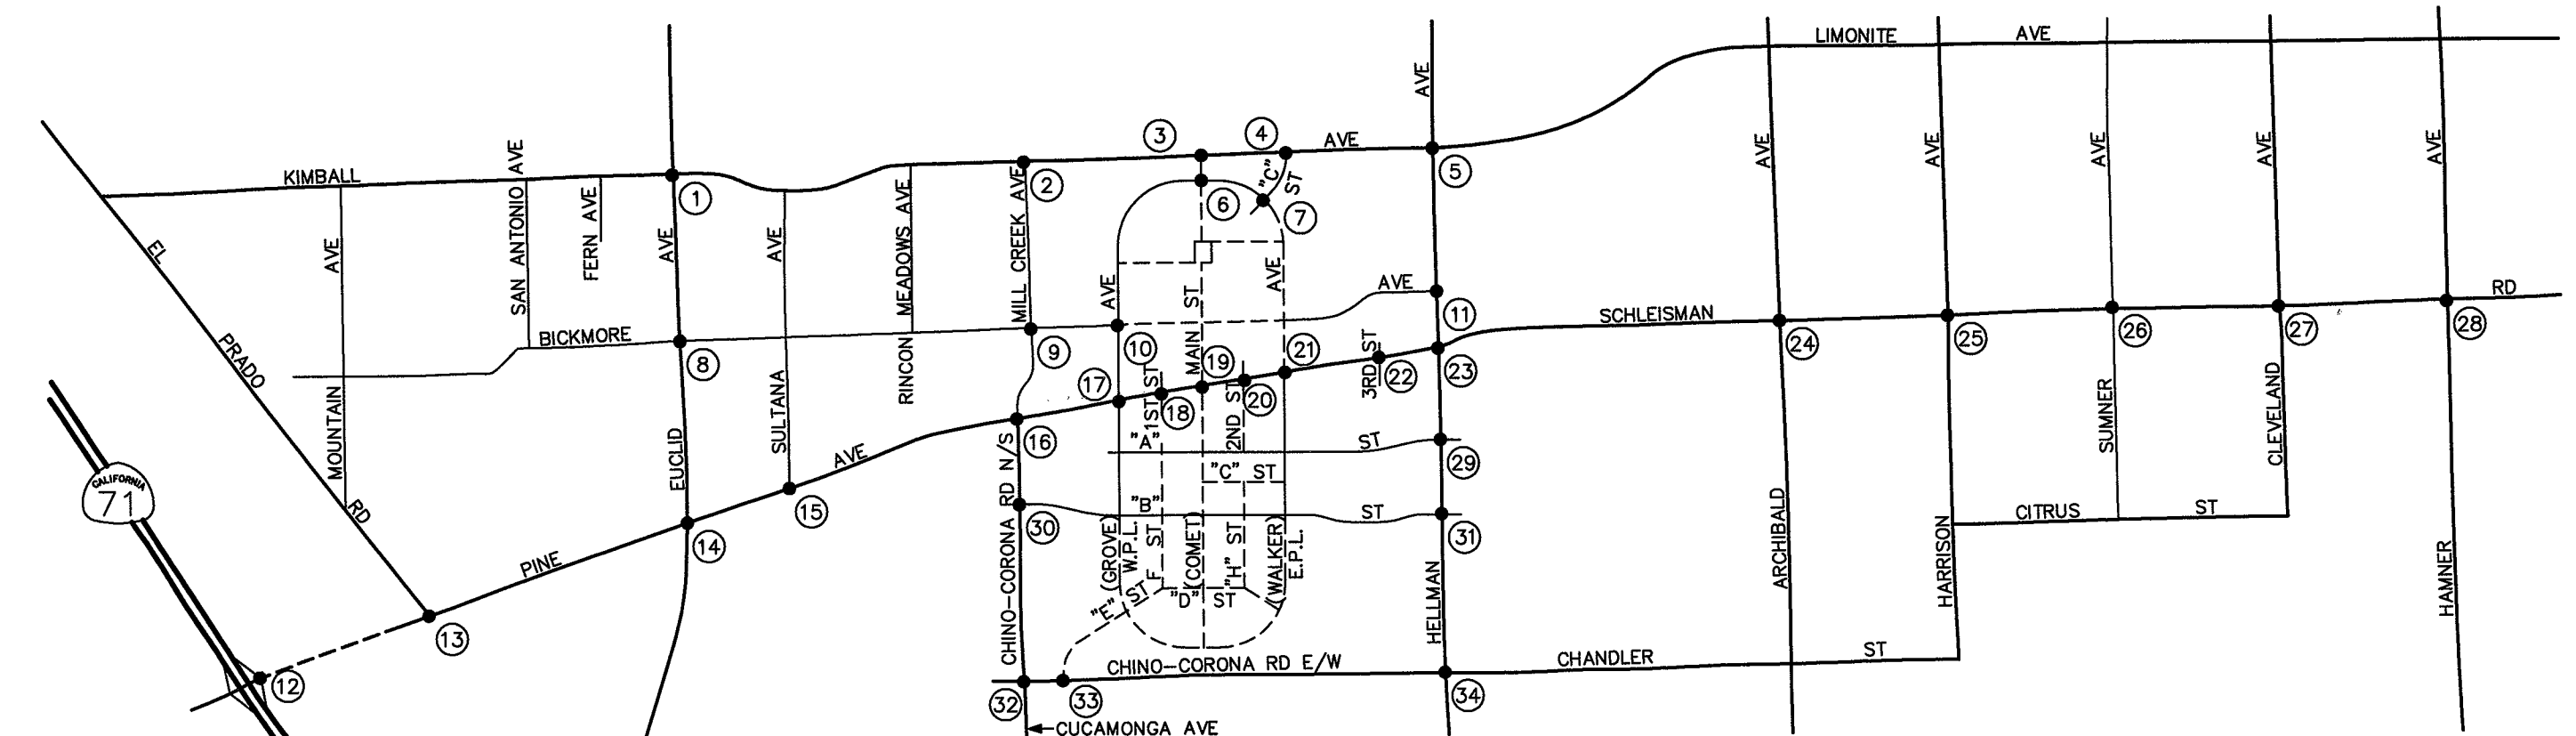 LIMONITE AVE
AVE
AVE
AVE
AVE
AVE
AVE
KIMBALL
SAN ANTONIO AVE
FERN AVE
AVE
AVE
1
AVE
MEADOWS AVE
RINCON
MILL CREEK AVE
2
3
4
AVE
5
"C" ST
6
7
EL
PRADO
RD
BICKMORE
8
9
AVE
10
MAIN ST
AVE
AVE
11
SCHLEISMAN
RD
24
25
26
27
28
CALIFORNIA
71
MOUNTAIN
EUCLID
SULTANA
17
1ST ST
18
19
2ND ST
20
21
3RD ST
22
23
16
"A" ST
29
AVE
15
"C" ST
PINE
14
CHINO-CORONA RD N/S
30
"B" ST
31
(GROVE)
W.P.L.
F ST
(COMET)
"H" ST
(WALKER)
E.P.L.
"E" ST
"D" ST
HELLMAN
ARCHIBALD
HARRISON
SUMNER
CLEVELAND
HAMNER
CITRUS ST
13
12
CHINO-CORONA RD E/W
CHANDLER ST
32
33
34
CUCAMONGA AVE